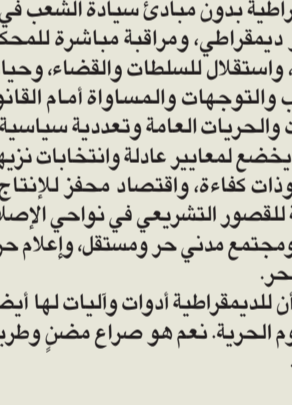 راطية بدون مبادئ سيادة الشعب في
ديمقراطي، ومراقبة مباشرة للمحك
، واستقلال للسلطات والقضاء، وحيا
ب والتوجهات والمساواة أمام القانو
ت والحريات العامة وتعددية سياسية
يخضع لمعايير عادلة وانتخابات نزيه
وذات كفاءة، واقتصاد محفز للإنتاج
ة للقصور التشريعي في نواحي الإصلا
ومجتمع مدني حر ومستقل، وإعلام حر
حر.
أن للديمقراطية أدوات وآليات لها أيض
وم الحرية. نعم هو صراع مضنٍ وطري